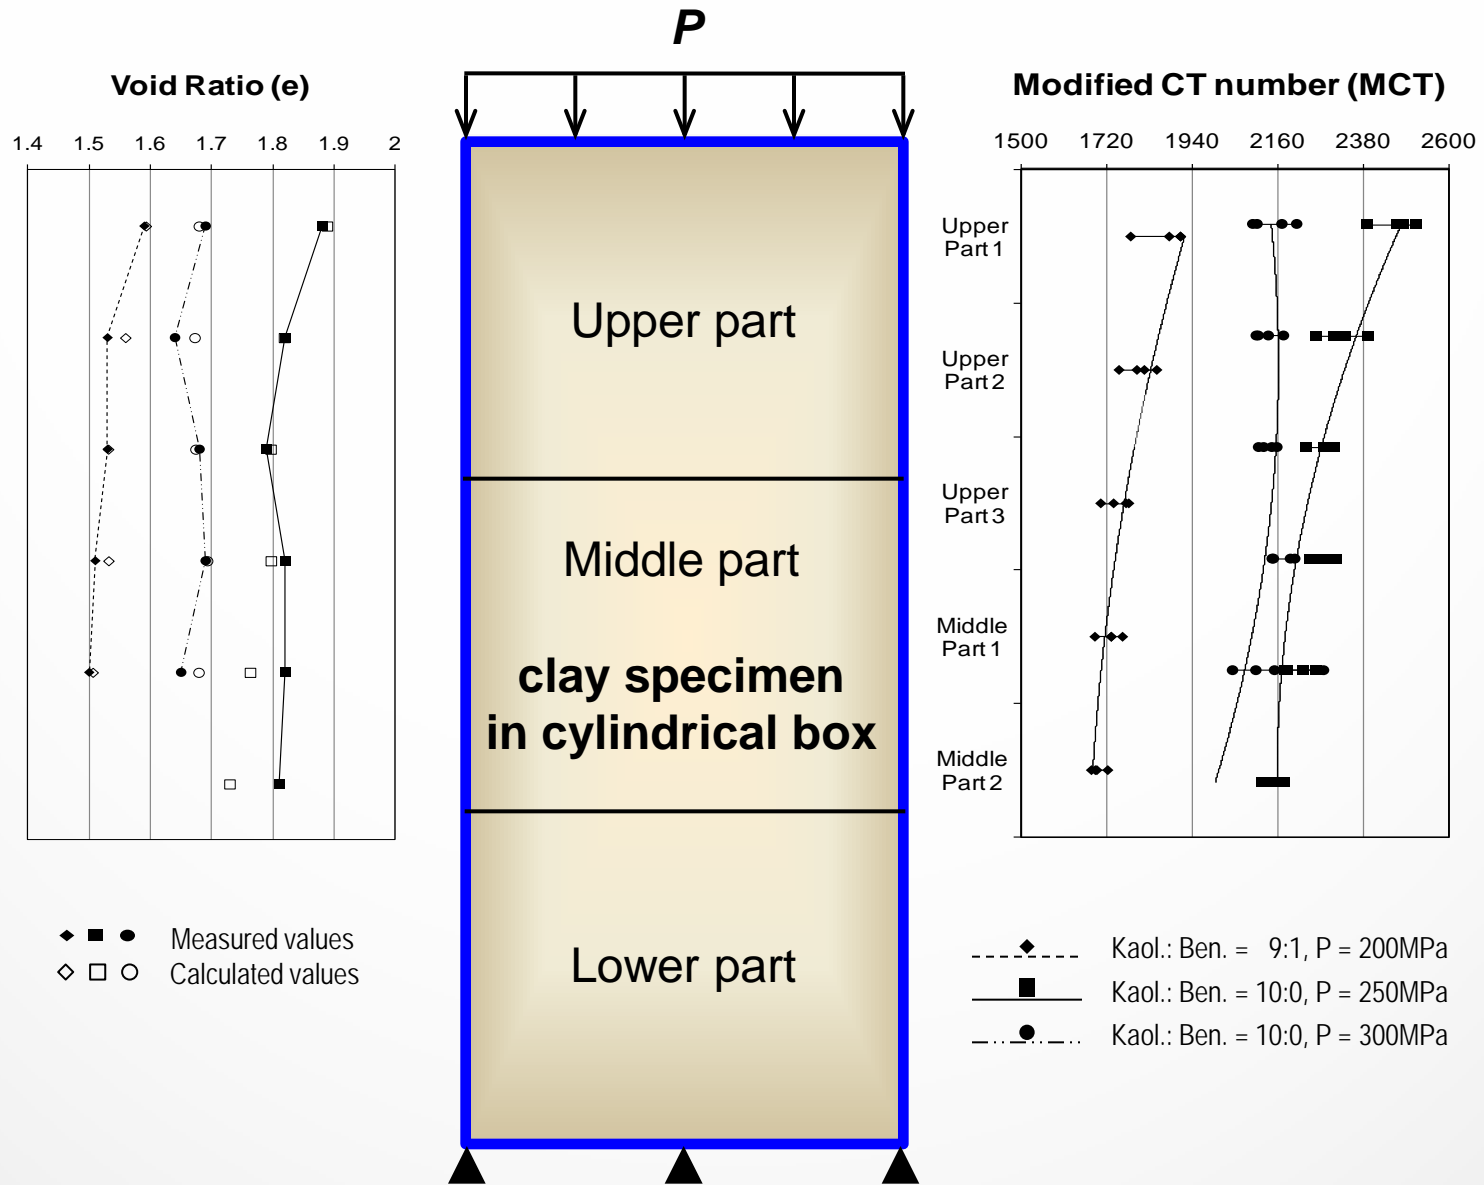 P
Void Ratio (e)
1.4 1.5 1.6 1.7 1.8 1.9 2
Measured values
Calculated values
Upper part
Middle part
clay specimen
in cylindrical box
Lower part
Modified CT number (MCT)
1500 1720 1940 2160 2380 2600
Upper
Part 1
Upper
Part 2
Upper
Part 3
Middle
Part 1
Middle
Part 2
Kaol.: Ben. = 9:1, P = 200MPa
Kaol.: Ben. = 10:0, P = 250MPa
Kaol.: Ben. = 10:0, P = 300MPa